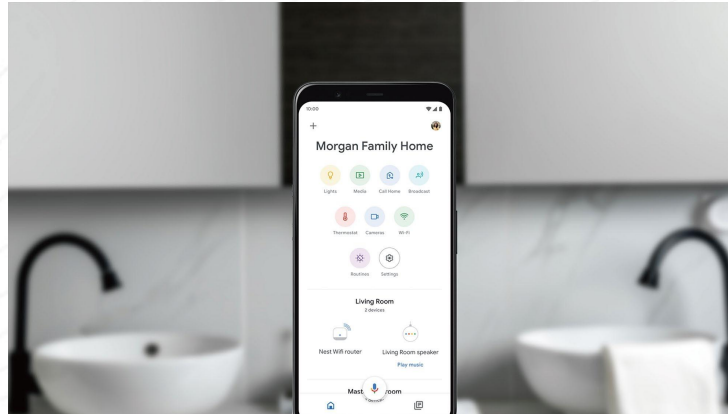 10:00
Morgan Family Home
Lights Media Call Home Broadcast
Thermostat Cameras Wi-Fi
Routines Settings
Living Room
2 devices
Nest Wifi router Living Room speaker
Play music